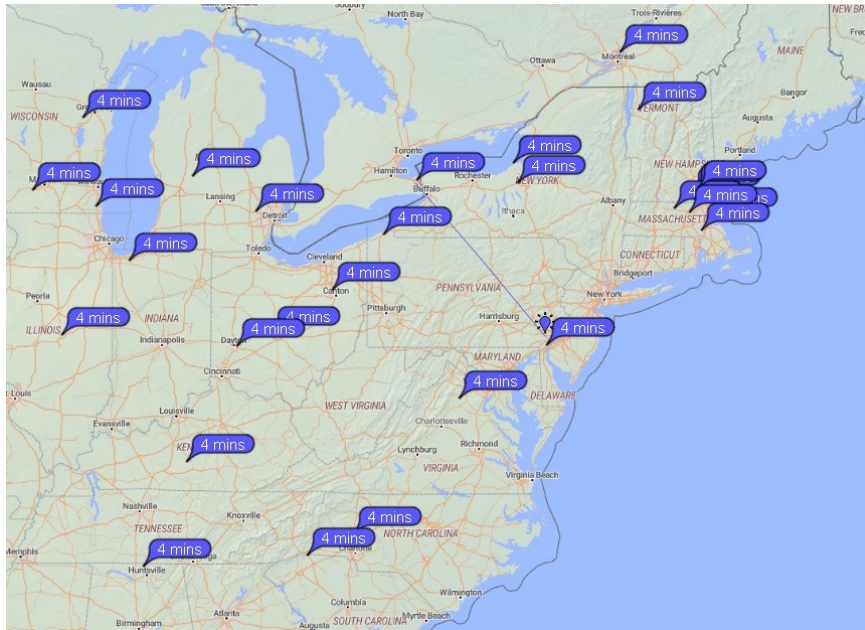 North Bay
Trois-Rivières
NEW BR
4 mins
Ottawa
Montreal
MAINE
Wausau
4 mins
4 mins
Bangor
WISCONSIN
VERMONT
Augusta
Toronto
4 mins
Portland
4 mins
4 mins
Hamilton
4 mins
Rochester
4 mins
NEW HAMPS
4 mins
Lansing
Buffalo
NEW YORK
4 mins
4 mins
4 mins
Albany
4 mins
Detroit
4 mins
Ithaca
MASSACHUSETT
4 mins
Chicago
4 mins
Toledo
Cleveland
CONNECTICUT
4 mins
Bridgeport
Peoria
Canton
PENNSYLVANIA
New York
4 mins
INDIANA
4 mins
Pittsburgh
Harrisburg
ILLINOIS
4 mins
4 mins
Indianapolis
Dayton
MARYLAND
Cincinnati
4 mins
St. Louis
DELAWARE
WEST VIRGINIA
Louisville
Charlottesville
Evansville
4 mins
Richmond
KEN
Lynchburg
VIRGINIA
Virginia Beach
Nashville
Knoxville
4 mins
TENNESSEE
4 mins
NORTH CAROLINA
Memphis
4 mins
Charlotte
Huntsville
Wilmington
Columbia
Atlanta
Birmingham
Augusta
SOUTH CAROLINA
Myrtle Beach